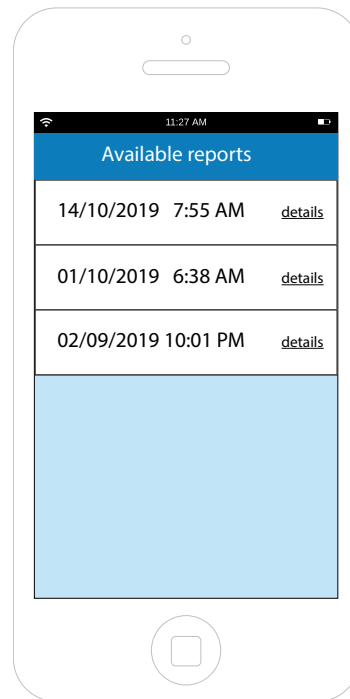 11:27 AM
Available reports
14/10/2019 7:55 AM details
01/10/2019 6:38 AM details
02/09/2019 10:01 PM details